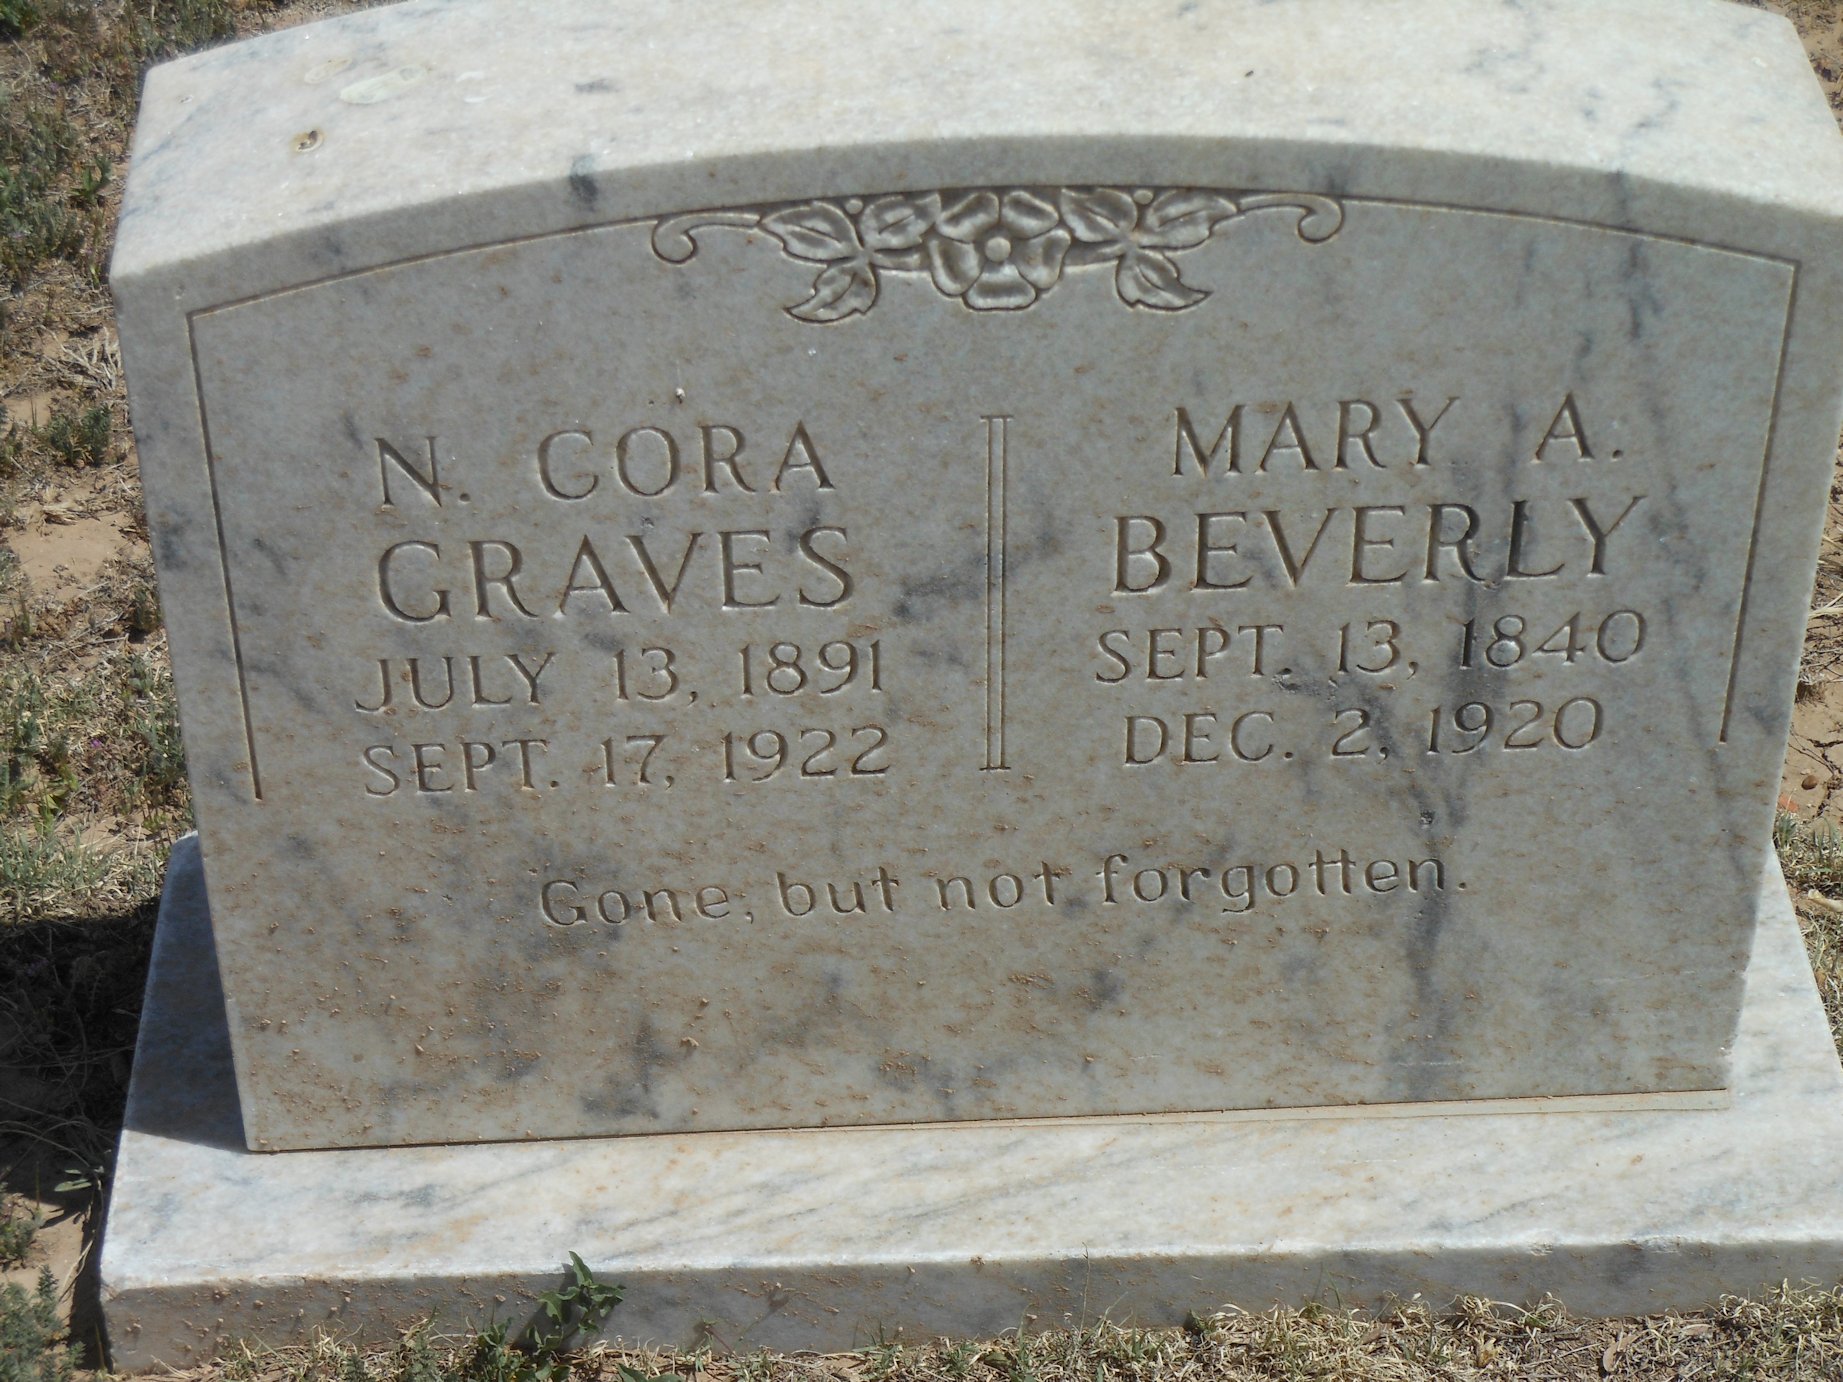 N. CORA
GRAVES
JULY 13, 1891
SEPT. 17, 1922
MARY A.
BEVERLY
SEPT. 13, 1840
DEC. 2, 1920
Gone, but not forgotten.